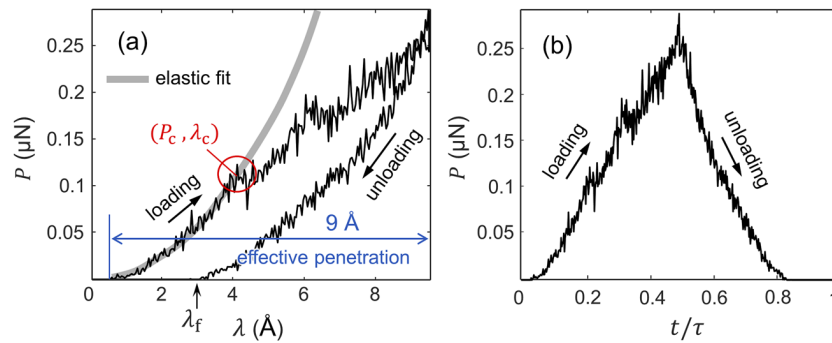 (a)
elastic fit
(Pc , λc)
loading
unloading
9 Å
effective penetration
P (μN)
0.25
0.2
0.15
0.1
0.05
0 2 4 6 8
λf
λ (Å)
(b)
loading
unloading
P (μN)
0.25
0.2
0.15
0.1
0.05
0 0.2 0.4 0.6 0.8 1
t/τ